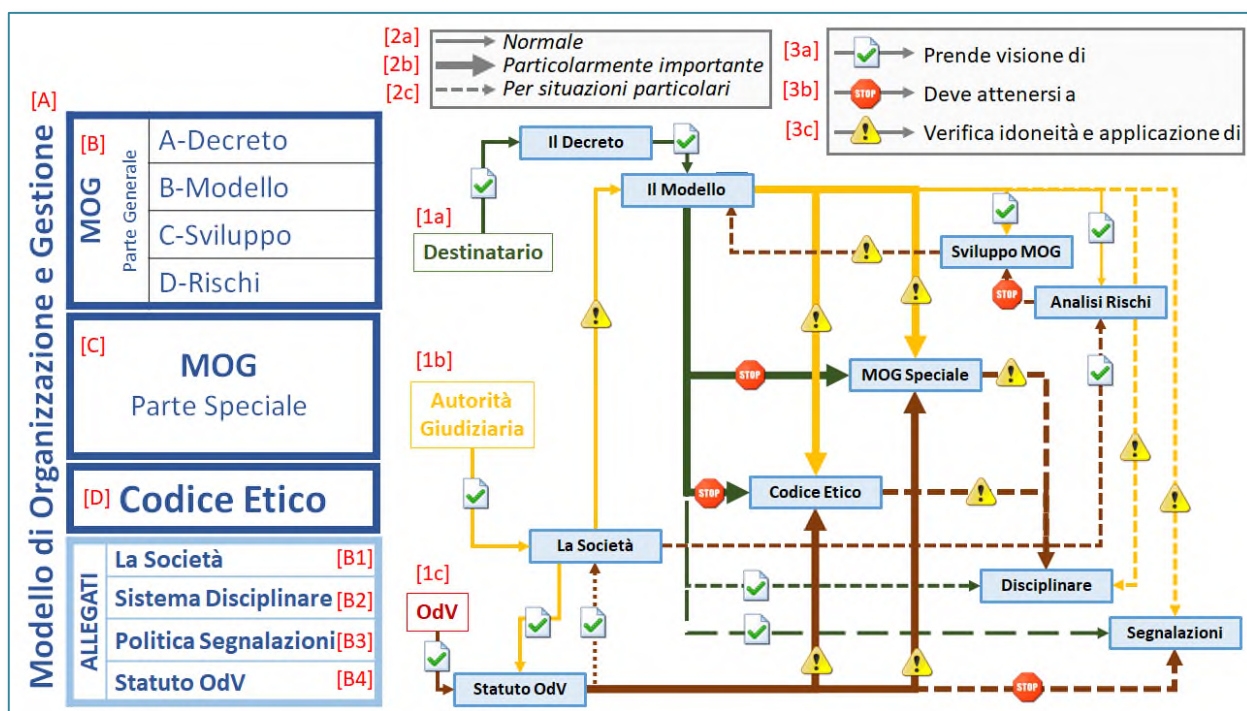 [A]
Modello di Organizzazione e Gestione
[B]
MOG
Parte Generale
A-Decreto
B-Modello
C-Sviluppo
D-Rischi
[C]
MOG
Parte Speciale
[D]
Codice Etico
ALLEGATI
La Società
[B1]
Sistema Disciplinare
[B2]
Politica Segnalazioni
[B3]
Statuto OdV
[B4]
[2a]
Normale
[2b]
Particolarmente importante
[2c]
Per situazioni particolari
[3a]
Prende visione di
[3b]
STOP
Deve attenersi a
[3c]
Verifica idoneità e applicazione di
Il Decreto
Il Modello
[1a]
Destinatario
Sviluppo MOG
STOP
Analisi Rischi
[1b]
Autorità
Giudiziaria
STOP
MOG Speciale
STOP
Codice Etico
La Società
[1c]
OdV
Disciplinare
Segnalazioni
Statuto OdV
STOP